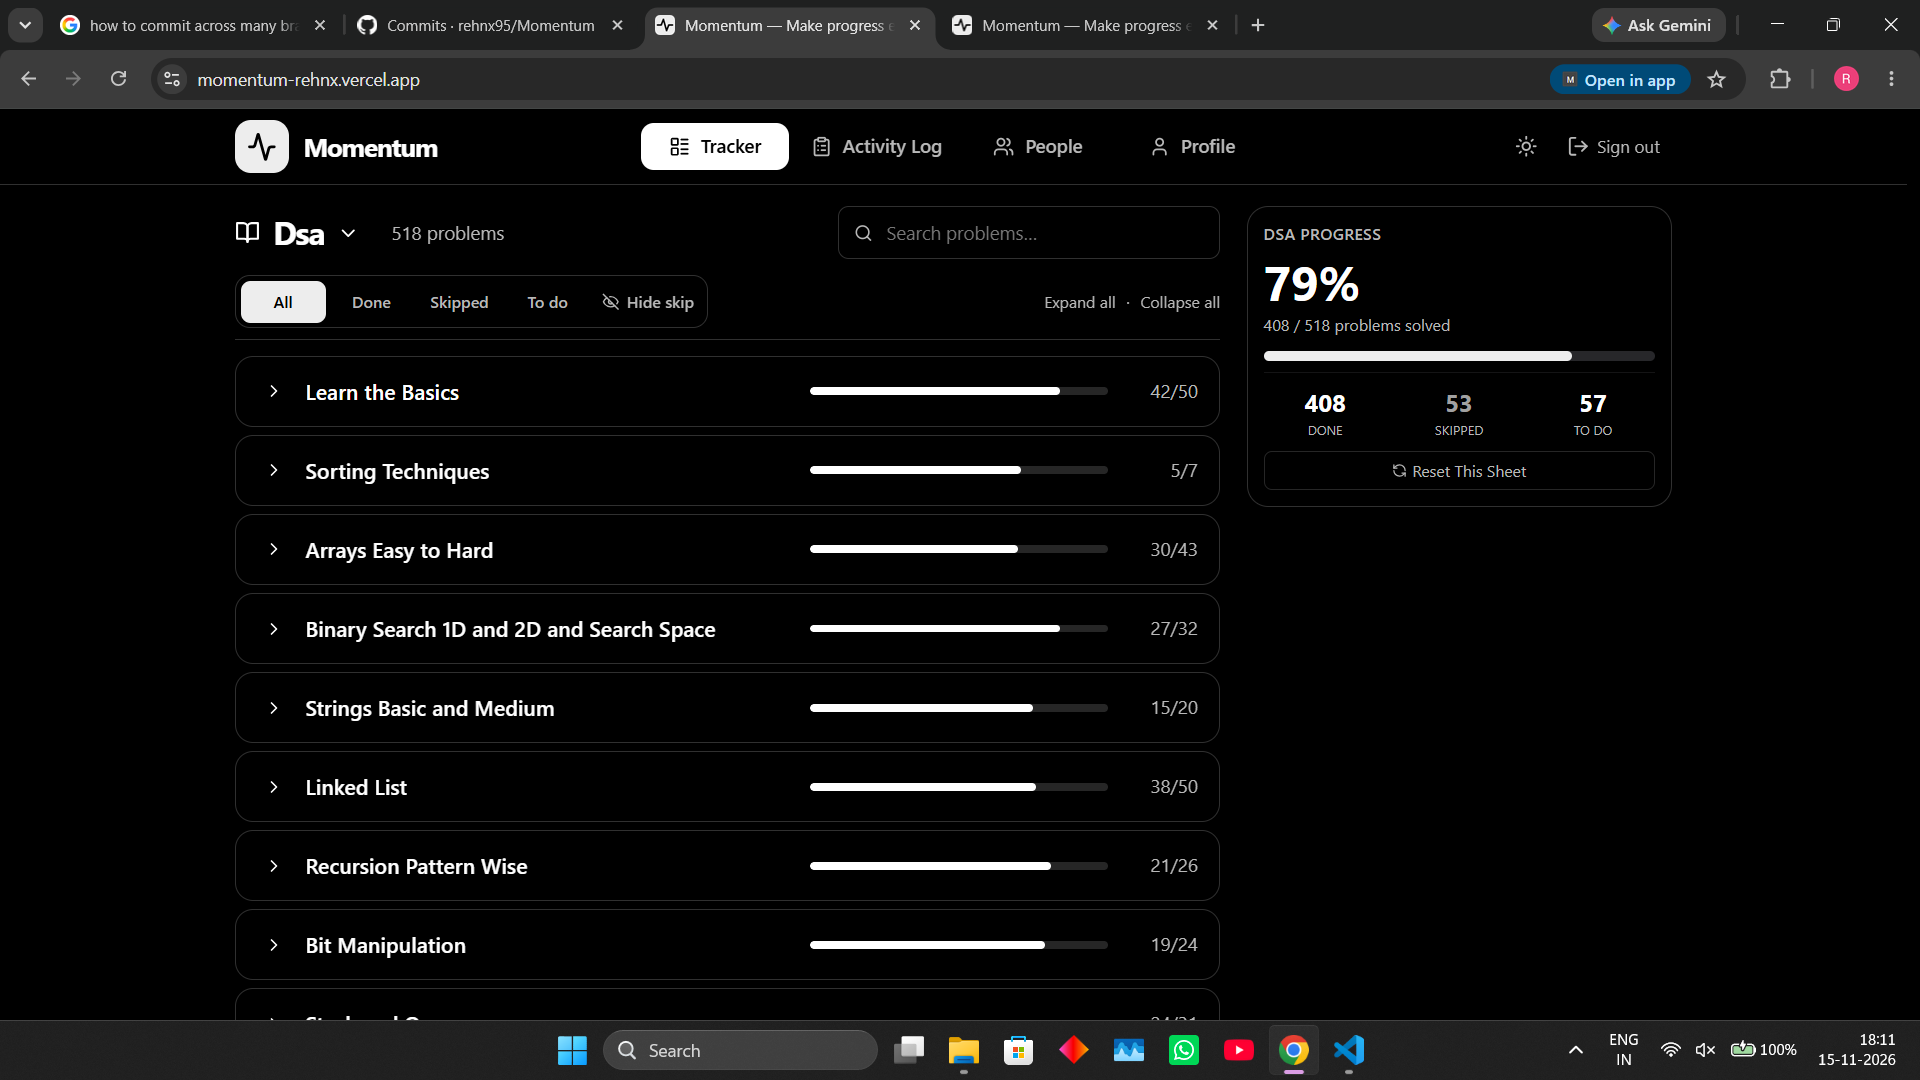 how to commit across many bra
Commits · rehnx95/Momentum
Momentum — Make progress e
Momentum — Make progress e
Ask Gemini
momentum-rehnx.vercel.app
M Open in app
R
Momentum
Tracker
Activity Log
People
Profile
Sign out
Dsa
518 problems
Search problems...
All
Done
Skipped
To do
Hide skip
Expand all · Collapse all
Learn the Basics 42/50
Sorting Techniques 5/7
Arrays Easy to Hard 30/43
Binary Search 1D and 2D and Search Space 27/32
Strings Basic and Medium 15/20
Linked List 38/50
Recursion Pattern Wise 21/26
Bit Manipulation 19/24
DSA PROGRESS
79%
408 / 518 problems solved
408 53 57
DONE SKIPPED TO DO
Reset This Sheet
Search
ENG
IN
100%
18:11
15-11-2026